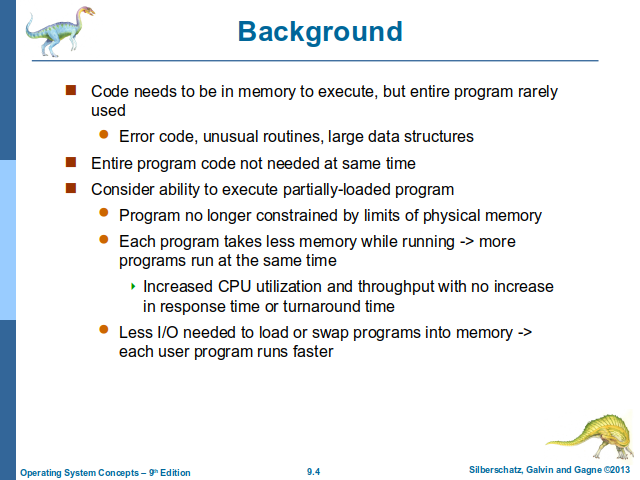 Background
Code needs to be in memory to execute, but entire program rarely
used
Error code, unusual routines, large data structures
Entire program code not needed at same time
Consider ability to execute partially-loaded program
Program no longer constrained by limits of physical memory
Each program takes less memory while running -> more
programs run at the same time
Increased CPU utilization and throughput with no increase
in response time or turnaround time
Less I/O needed to load or swap programs into memory ->
each user program runs faster
Operating System Concepts – 9th Edition
9.4
Silberschatz, Galvin and Gagne ©2013